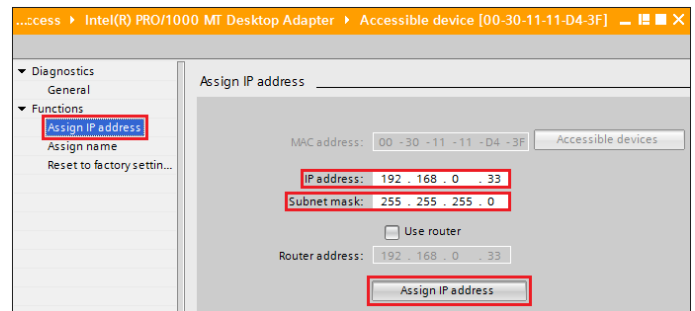 ...ccess ▸ Intel(R) PRO/1000 MT Desktop Adapter ▸ Accessible device [00-30-11-11-D4-3F]
Diagnostics
General
Functions
Assign IP address
Assign name
Reset to factory settin...
Assign IP address
MAC address: 00 -30 -11 -11 -D4 -3F Accessible devices
IP address: 192 . 168 . 0 . 33
Subnet mask: 255 . 255 . 255 . 0
Use router
Router address: 192 . 168 . 0 . 33
Assign IP address